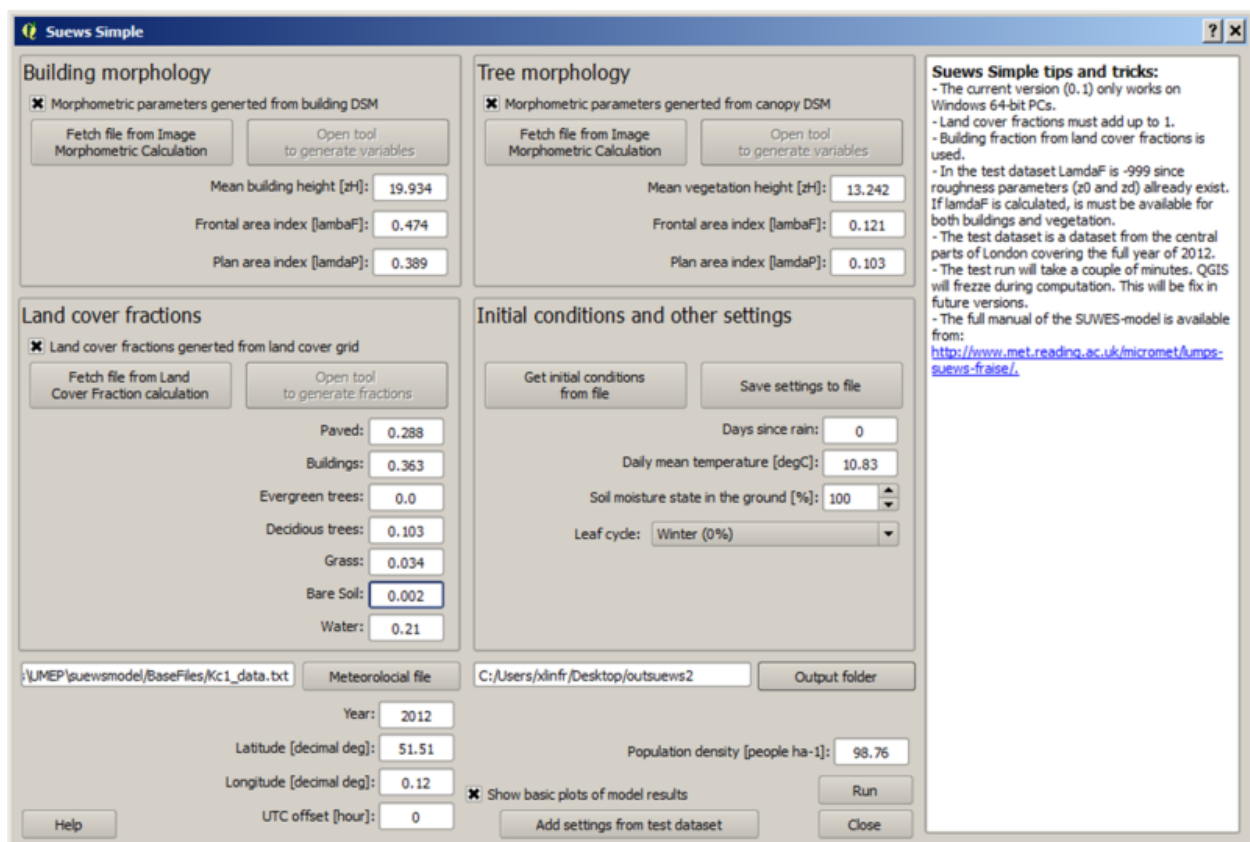 Suews Simple
Building morphology
Morphometric parameters generted from building DSM
Fetch file from Image
Morphometric Calculation
Open tool
to generate variables
Mean building height [zH]: 19.934
Frontal area index [lambaF]: 0.474
Plan area index [lamdaP]: 0.389
Tree morphology
Morphometric parameters generted from canopy DSM
Fetch file from Image
Morphometric Calculation
Open tool
to generate variables
Mean vegetation height [zH]: 13.242
Frontal area index [lambaF]: 0.121
Plan area index [lamdaP]: 0.103
Land cover fractions
Land cover fractions generted from land cover grid
Fetch file from Land
Cover Fraction calculation
Open tool
to generate fractions
Paved: 0.288
Buildings: 0.363
Evergreen trees: 0.0
Decidious trees: 0.103
Grass: 0.034
Bare Soil: 0.002
Water: 0.21
Initial conditions and other settings
Get initial conditions
from file
Save settings to file
Days since rain: 0
Daily mean temperature [degC]: 10.83
Soil moisture state in the ground [%]: 100
Leaf cycle: Winter (0%)
:\UMEP\suewsmodel/BaseFiles/Kc1_data.txt
Meteorolocial file
C:/Users/xlinfr/Desktop/outsuews2
Output folder
Year: 2012
Latitude [decimal deg]: 51.51
Longitude [decimal deg]: 0.12
UTC offset [hour]: 0
Help
Population density [people ha-1]: 98.76
Show basic plots of model results
Run
Add settings from test dataset
Close
Suews Simple tips and tricks:
- The current version (0.1) only works on
Windows 64-bit PCs.
- Land cover fractions must add up to 1.
- Building fraction from land cover fractions is
used.
- In the test dataset LamdaF is -999 since
roughness parameters (z0 and zd) allready exist.
If lamdaF is calculated, is must be available for
both buildings and vegetation.
- The test dataset is a dataset from the central
parts of London covering the full year of 2012.
- The test run will take a couple of minutes. QGIS
will frezze during computation. This will be fix in
future versions.
- The full manual of the SUWES-model is available
from:
http://www.met.reading.ac.uk/micromet/lumps-
suews-fraise/.